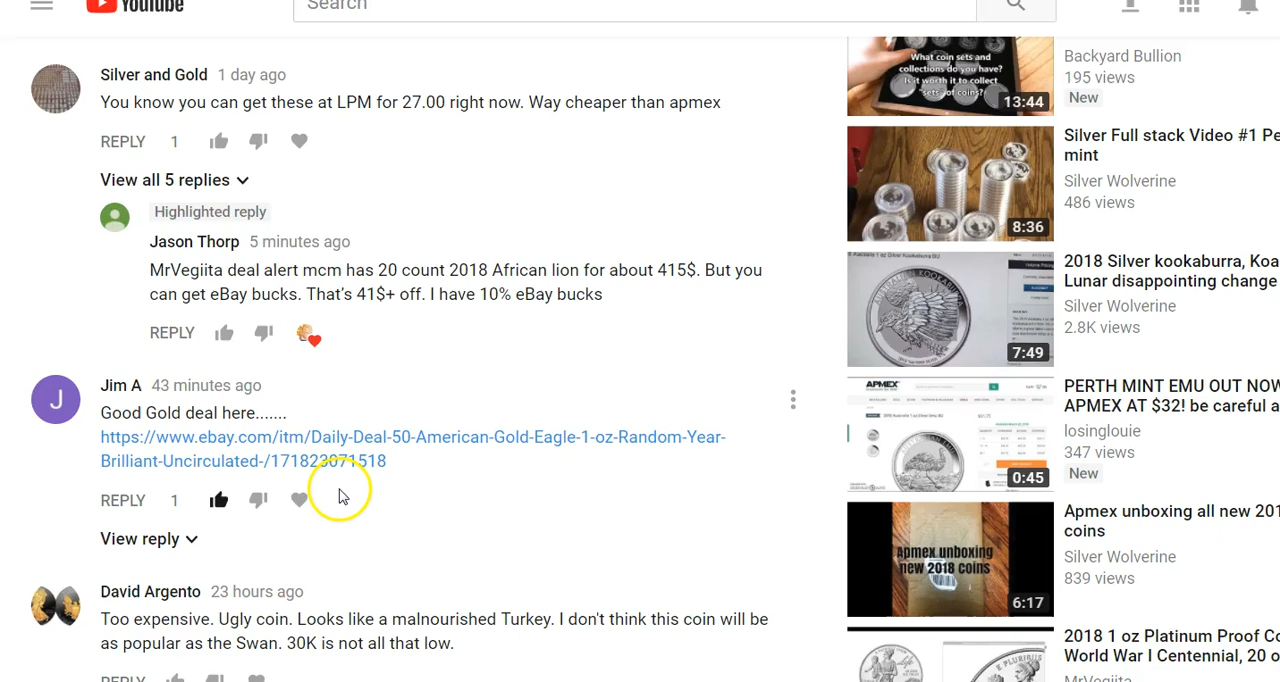 YouTube
Search
Silver and Gold 1 day ago
You know you can get these at LPM for 27.00 right now. Way cheaper than apmex
REPLY 1
View all 5 replies
Highlighted reply
Jason Thorp 5 minutes ago
MrVegiita deal alert mcm has 20 count 2018 African lion for about 415$. But you
can get eBay bucks. That's 41$+ off. I have 10% eBay bucks
REPLY
J
Jim A 43 minutes ago
Good Gold deal here.......
https://www.ebay.com/itm/Daily-Deal-50-American-Gold-Eagle-1-oz-Random-Year-
Brilliant-Uncirculated-/171823071518
REPLY 1
View reply
David Argento 23 hours ago
Too expensive. Ugly coin. Looks like a malnourished Turkey. I don't think this coin will be
as popular as the Swan. 30K is not all that low.
REPLY
What coin sets and
collections do you have?
Is it worth it to collect
"sets" of coins?
13:44
Backyard Bullion
195 views
New
8:36
Silver Full stack Video #1 Pe
mint
Silver Wolverine
486 views
7:49
2018 Silver kookaburra, Koa
Lunar disappointing change
Silver Wolverine
2.8K views
APMEX
0:45
PERTH MINT EMU OUT NOW
APMEX AT $32! be careful a
losinglouie
347 views
New
Apmex unboxing
new 2018 coins
6:17
Apmex unboxing all new 201
coins
Silver Wolverine
839 views
2018 1 oz Platinum Proof Co
World War I Centennial, 20 o
MrVegiita